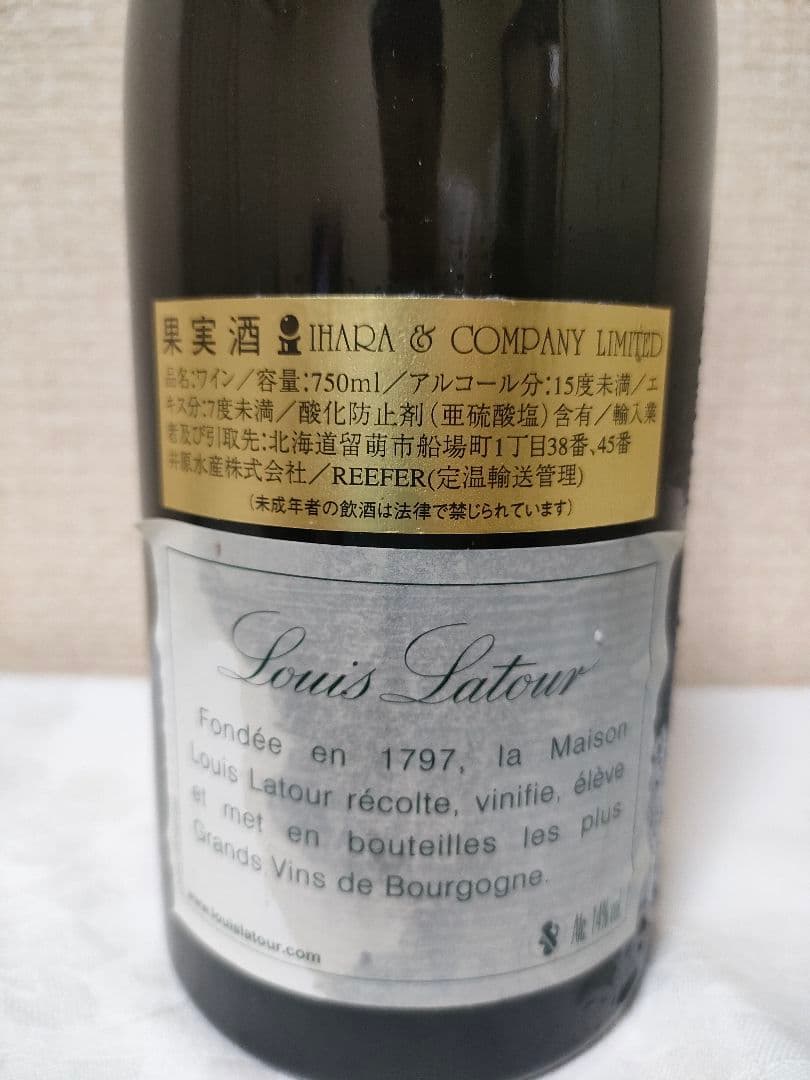 果実酒 IHARA & COMPANY LIMITED
品名:ワイン/容量:750ml/アルコール分:15度未満/エ
キス分:7度未満/酸化防止剤(亜硫酸塩)含有/輸入業
者及び引取先:北海道留萌市船場町1丁目38番、45番
井原水産株式会社/REEFER(定温輸送管理)
(未成年者の飲酒は法律で禁じられています)
Louis Latour
Fondée en 1797, la Maison
Louis Latour récolte, vinifie, élève
et met en bouteilles les plus
Grands Vins de Bourgogne.
www.louislatour.com
Alc. 14% vol.